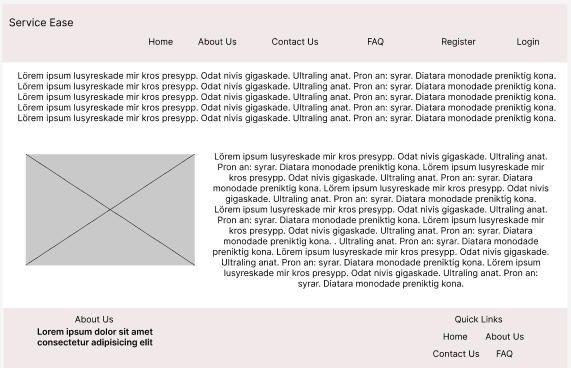 Service Ease
Home About Us Contact Us FAQ Register Login
Lörem ipsum lusyreskade mir kros presypp. Odat nivis gigaskade. Ultraling anat. Pron an: syrar. Diatara monodade preniktig kona.
Lörem ipsum lusyreskade mir kros presypp. Odat nivis gigaskade. Ultraling anat. Pron an: syrar. Diatara monodade preniktig kona.
Lörem ipsum lusyreskade mir kros presypp. Odat nivis gigaskade. Ultraling anat. Pron an: syrar. Diatara monodade preniktig kona.
Lörem ipsum lusyreskade mir kros presypp. Odat nivis gigaskade. Ultraling anat. Pron an: syrar. Diatara monodade preniktig kona.
Lörem ipsum lusyreskade mir kros presypp. Odat nivis gigaskade. Ultraling anat. Pron an: syrar. Diatara monodade preniktig kona.
Lörem ipsum lusyreskade mir kros presypp. Odat nivis gigaskade. Ultraling anat.
Pron an: syrar. Diatara monodade preniktig kona. Lörem ipsum lusyreskade mir
kros presypp. Odat nivis gigaskade. Ultraling anat. Pron an: syrar. Diatara
monodade preniktig kona. Lörem ipsum lusyreskade mir kros presypp. Odat nivis
gigaskade. Ultraling anat. Pron an: syrar. Diatara monodade preniktig kona.
Lörem ipsum lusyreskade mir kros presypp. Odat nivis gigaskade. Ultraling anat.
Pron an: syrar. Diatara monodade preniktig kona. Lörem ipsum lusyreskade mir
kros presypp. Odat nivis gigaskade. Ultraling anat. Pron an: syrar. Diatara
monodade preniktig kona. . Ultraling anat. Pron an: syrar. Diatara monodade
preniktig kona. Lörem ipsum lusyreskade mir kros presypp. Odat nivis gigaskade.
Ultraling anat. Pron an: syrar. Diatara monodade preniktig kona. Lörem ipsum
lusyreskade mir kros presypp. Odat nivis gigaskade. Ultraling anat. Pron an:
syrar. Diatara monodade preniktig kona.
About Us
Lorem ipsum dolor sit amet
consectetur adipisicing elit
Quick Links
Home About Us
Contact Us FAQ